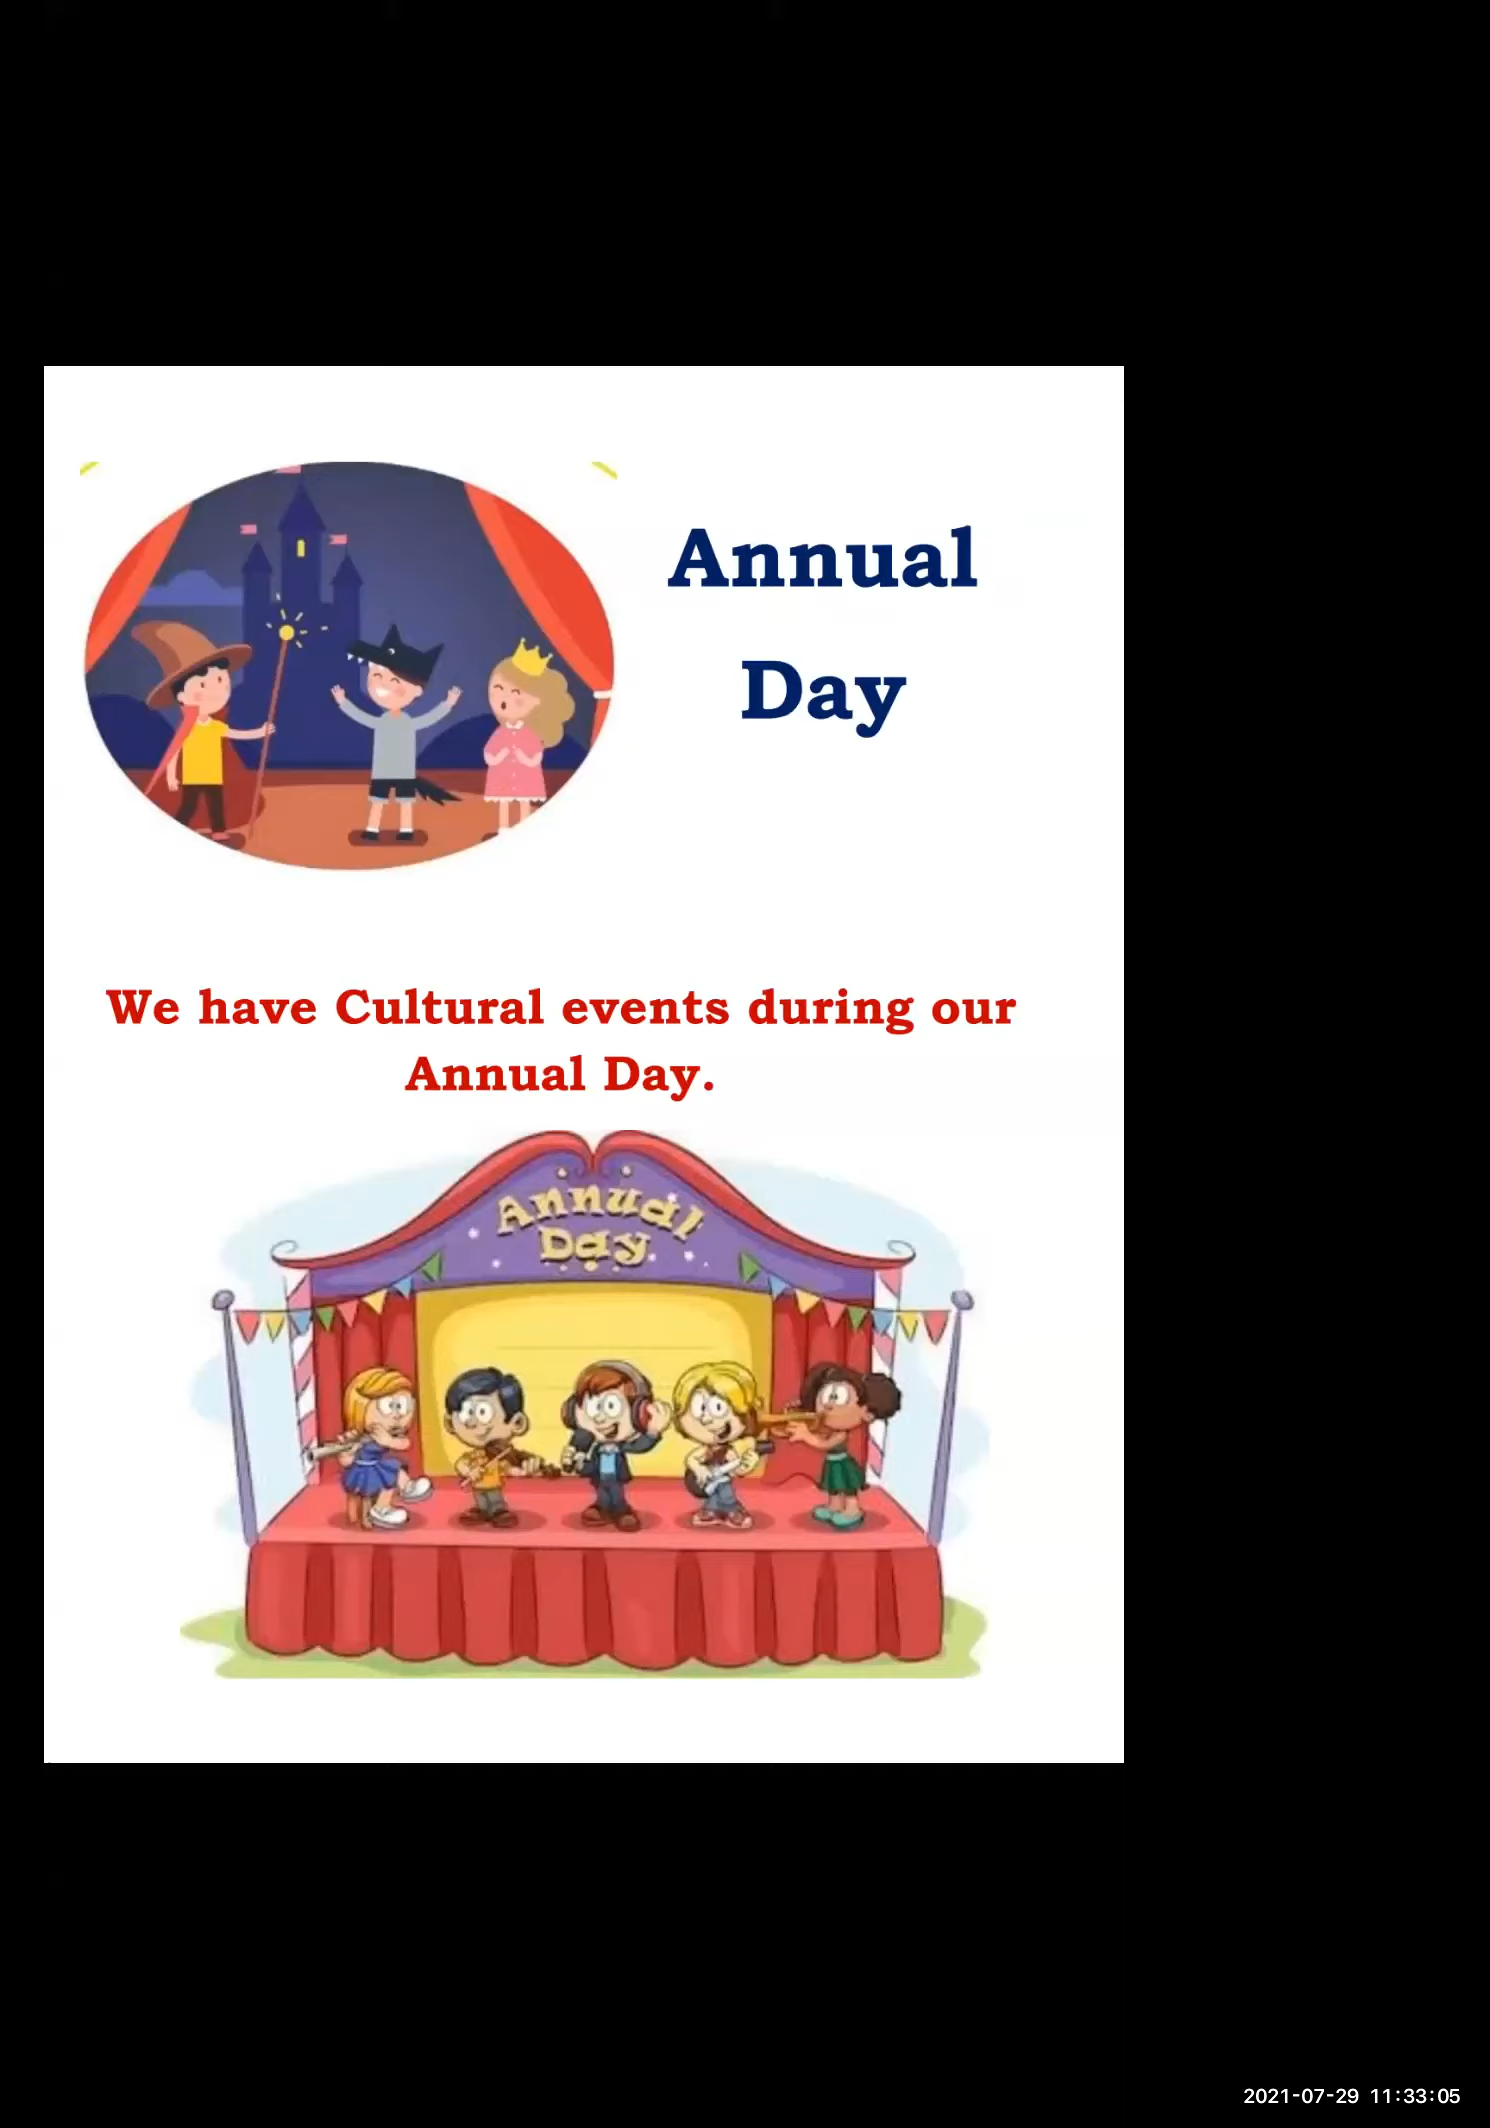 Annual
Day
We have Cultural events during our
Annual Day.
Annual
Day
2021-07-29 11:33:05